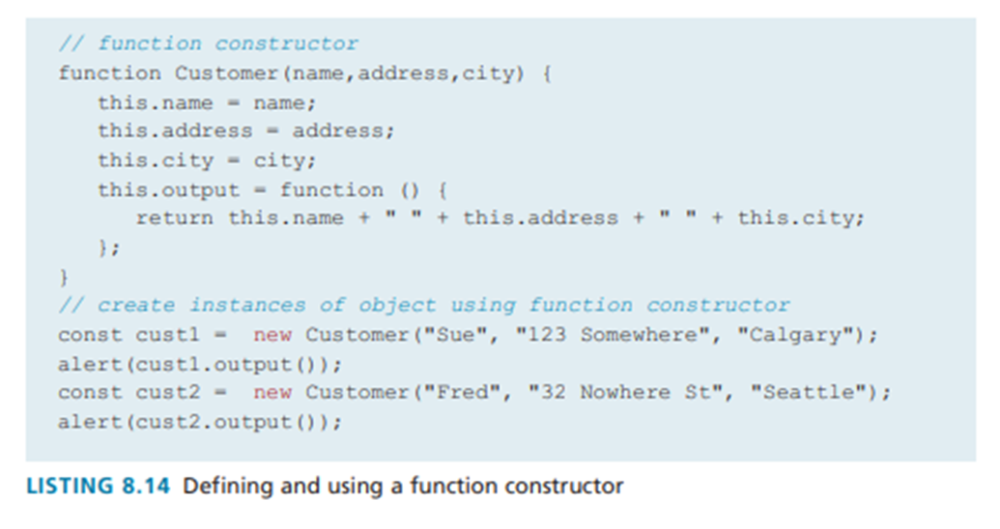 // function constructor
function Customer(name,address,city) {
   this.name = name;
   this.address = address;
   this.city = city;
   this.output = function () {
      return this.name + " " + this.address + " " + this.city;
   };
}
// create instances of object using function constructor
const cust1 =  new Customer("Sue", "123 Somewhere", "Calgary");
alert(cust1.output());
const cust2 =  new Customer("Fred", "32 Nowhere St", "Seattle");
alert(cust2.output());
LISTING 8.14 Defining and using a function constructor